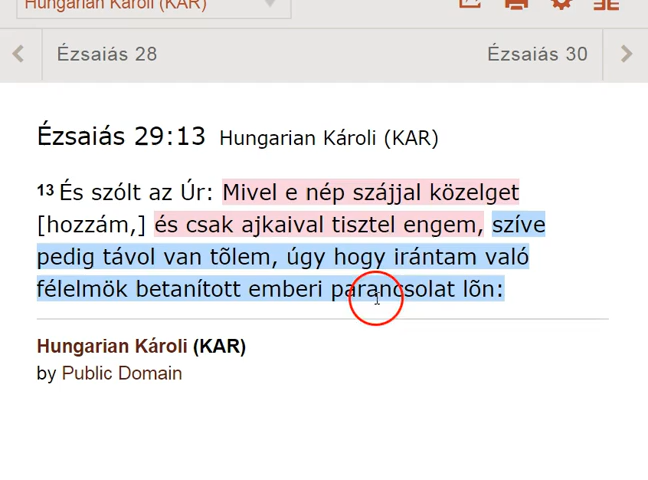 Hungarian Károli (KAR)
Ézsaiás 28
Ézsaiás 30
Ézsaiás 29:13 Hungarian Károli (KAR)
13 És szólt az Úr: Mivel e nép szájjal közelget
[hozzám,] és csak ajkaival tisztel engem, szíve
pedig távol van tõlem, úgy hogy irántam való
félelmök betanított emberi parancsolat lõn:
Hungarian Károli (KAR)
by Public Domain